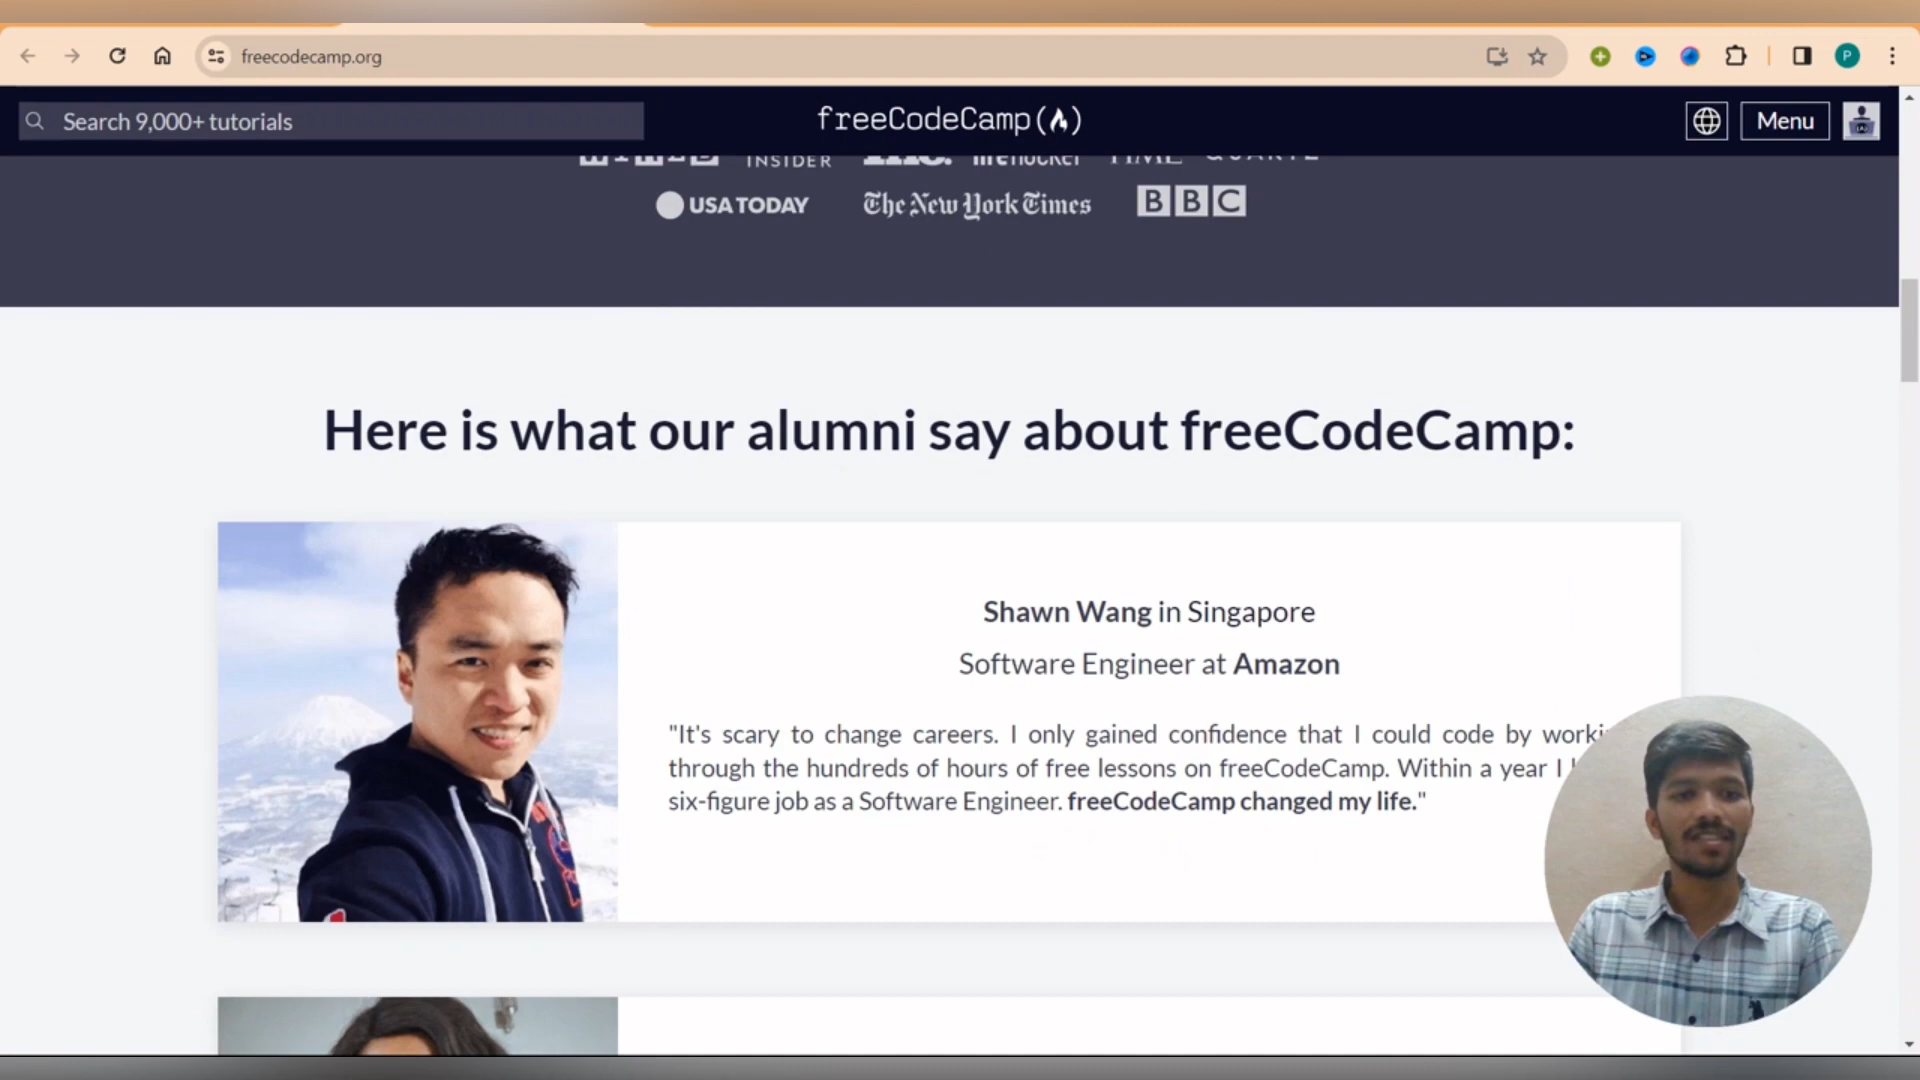 freecodecamp.org
P
Search 9,000+ tutorials
freeCodeCamp
Menu
INSIDER
USA TODAY
The New York Times
BBC
Here is what our alumni say about freeCodeCamp:
Shawn Wang in Singapore
Software Engineer at Amazon
"It's scary to change careers. I only gained confidence that I could code by
through the hundreds of hours of free lessons on freeCodeCamp. Within a year I
six-figure job as a Software Engineer. freeCodeCamp changed my life."